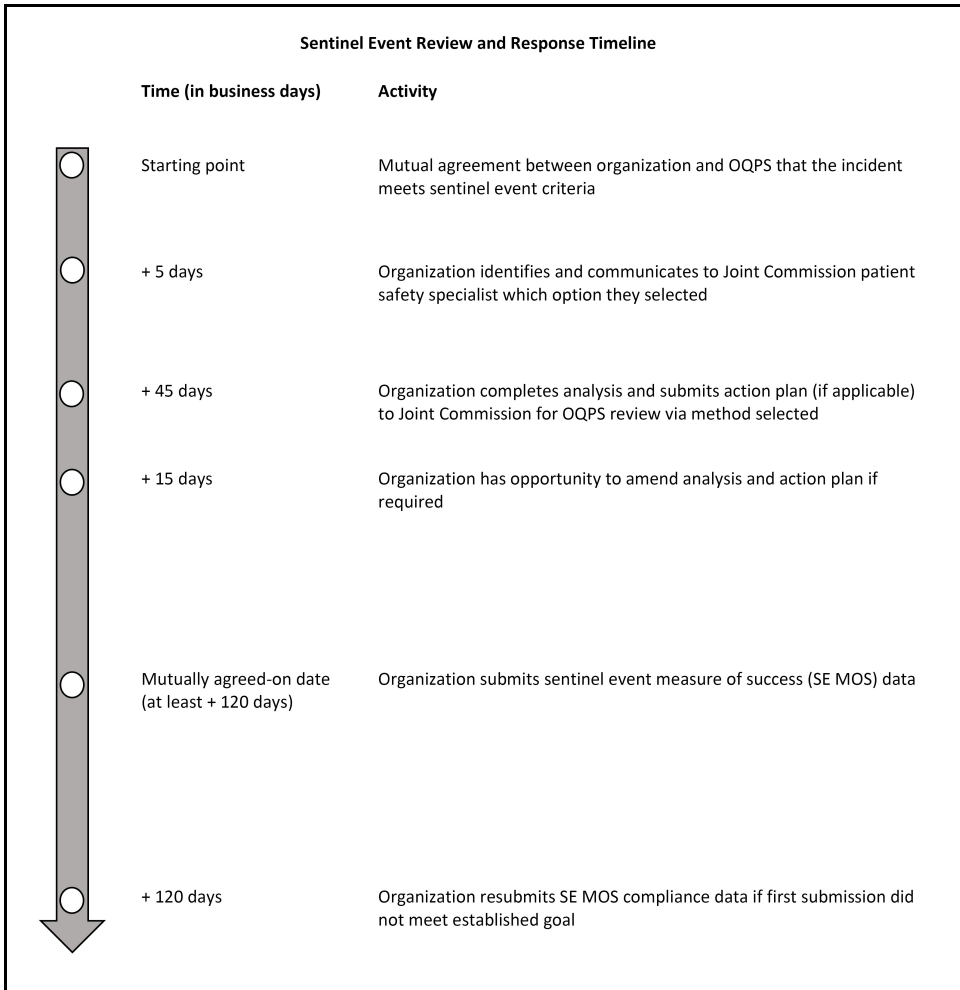 Sentinel Event Review and Response Timeline
Time (in business days) Activity
Starting point Mutual agreement between organization and OQPS that the incident
meets sentinel event criteria
+ 5 days Organization identifies and communicates to Joint Commission patient
safety specialist which option they selected
+ 45 days Organization completes analysis and submits action plan (if applicable)
to Joint Commission for OQPS review via method selected
+ 15 days Organization has opportunity to amend analysis and action plan if
required
Mutually agreed-on date Organization submits sentinel event measure of success (SE MOS) data
(at least + 120 days)
+ 120 days Organization resubmits SE MOS compliance data if first submission did
not meet established goal